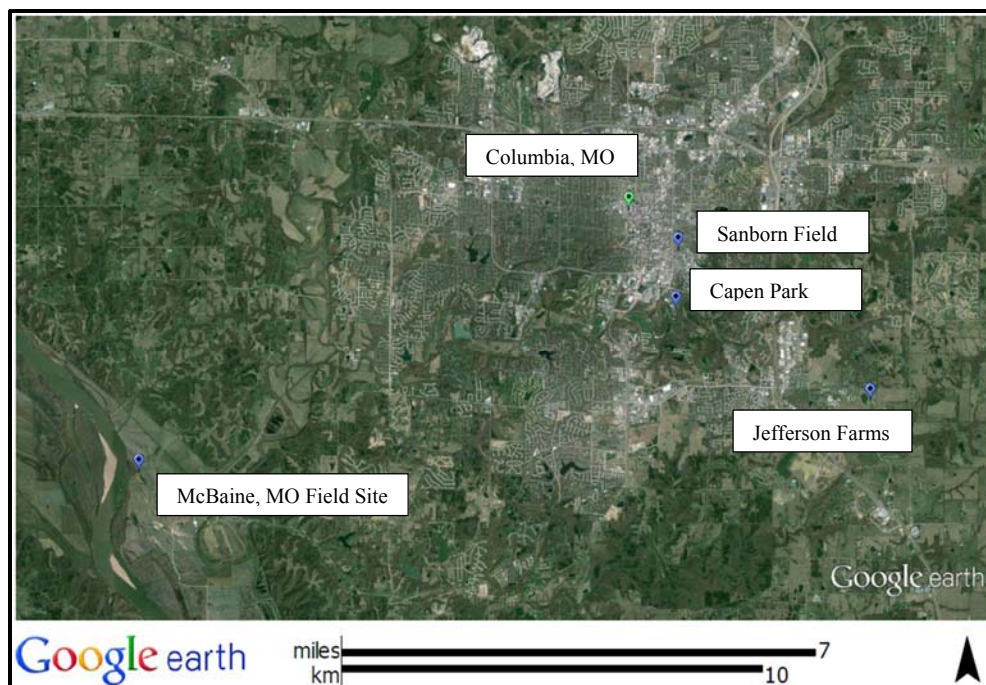 Columbia, MO
Sanborn Field
Capen Park
Jefferson Farms
McBaine, MO Field Site
Google earth
Google earth
miles 7
km 10